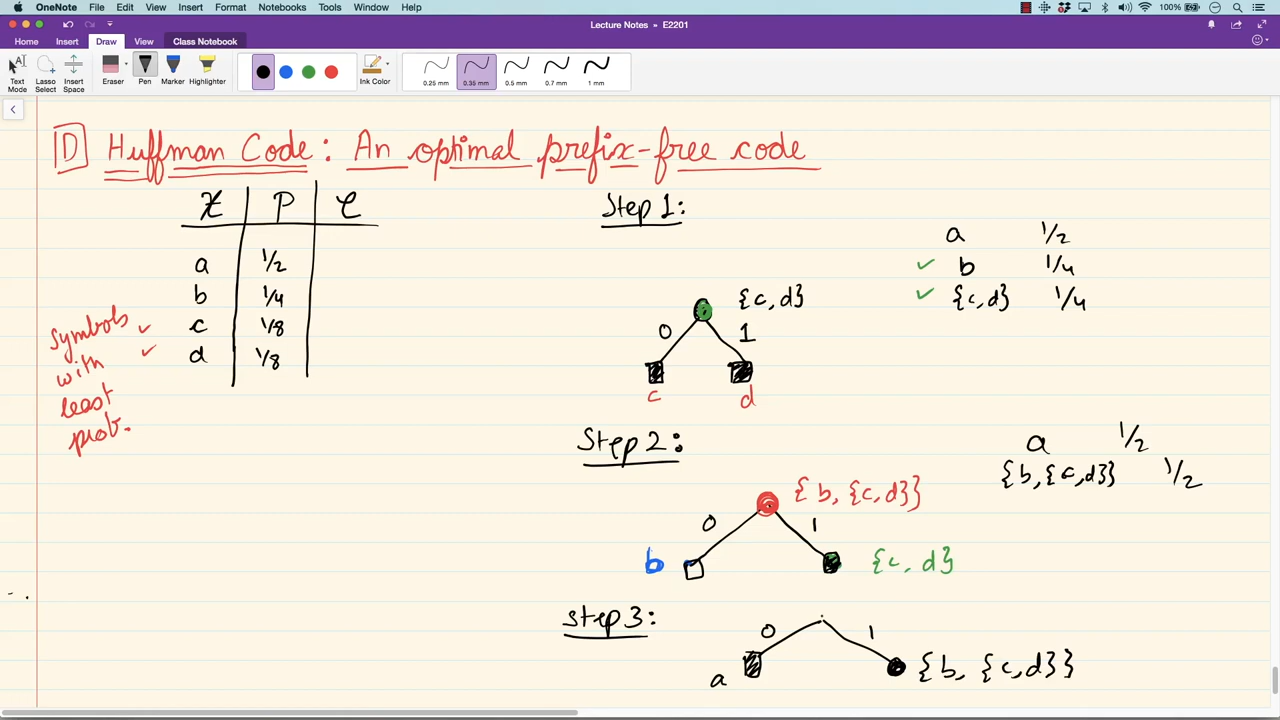 OneNote File Edit View Insert Format Notebooks Tools Window Help 100%
Lecture Notes » E2201
Home Insert Draw View Class Notebook
Text Mode Lasso Select Insert Space Eraser Pen Marker Highlighter Ink Color 0.25 mm 0.35 mm 0.5 mm 0.7 mm 1 mm
D Huffman Code: An optimal prefix-free code
X P C
a 1/2
b 1/4
c 1/8
d 1/8
symbols
with
least
prob.
Step 1:
a 1/2
b 1/4
{c,d} 1/4
{c,d}
0 1
c d
Step 2:
a 1/2
{b,{c,d}} 1/2
{b,{c,d}}
0 1
b {c,d}
Step 3:
0 1
a {b, {c,d}}